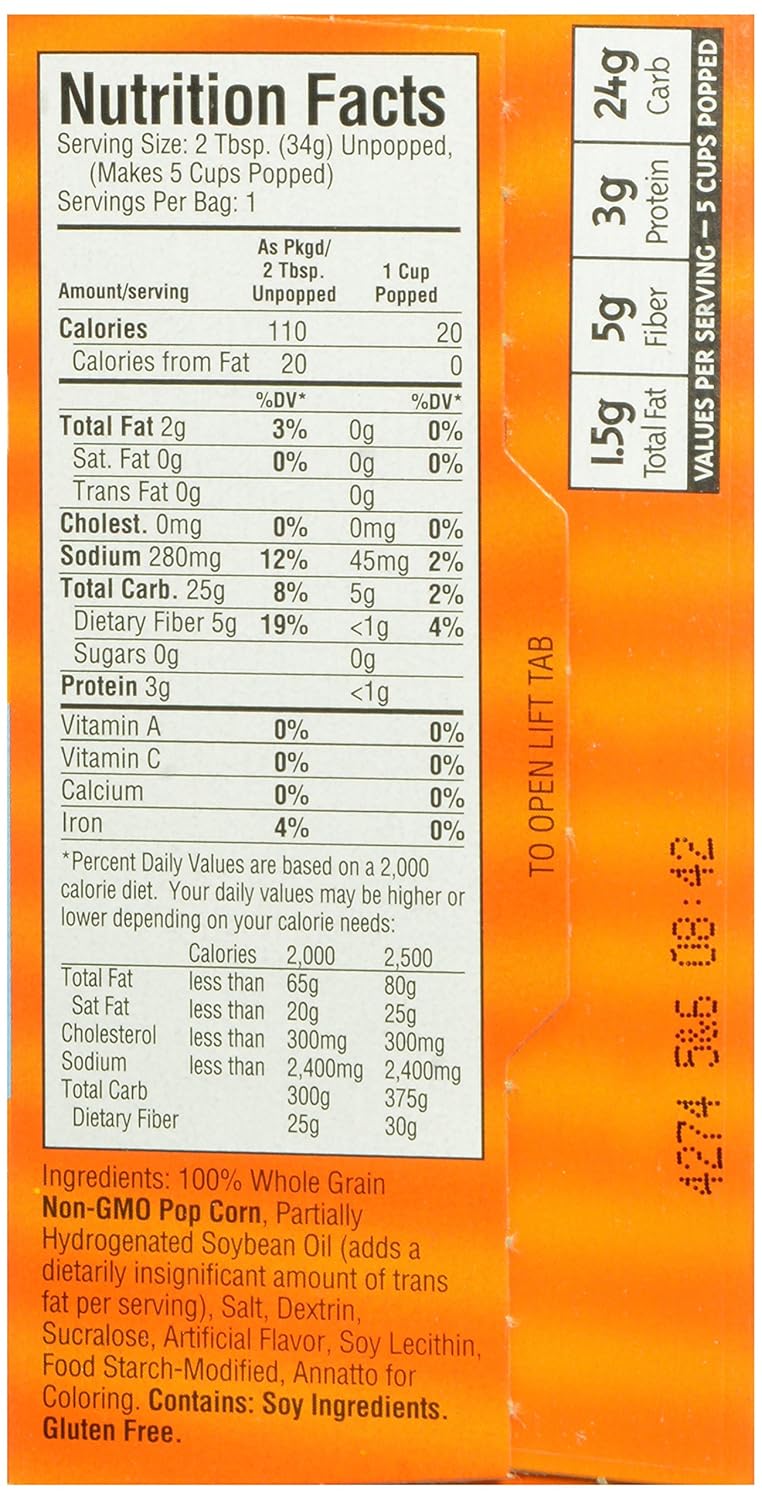 Nutrition Facts
Serving Size: 2 Tbsp. (34g) Unpopped,
(Makes 5 Cups Popped)
Servings Per Bag: 1
As Pkgd/
2 Tbsp. 1 Cup
Amount/serving Unpopped Popped
Calories 110 20
Calories from Fat 20 0
%DV* %DV*
Total Fat 2g 3% 0g 0%
Sat. Fat 0g 0% 0g 0%
Trans Fat 0g 0g
Cholest. 0mg 0% 0mg 0%
Sodium 280mg 12% 45mg 2%
Total Carb. 25g 8% 5g 2%
Dietary Fiber 5g 19% <1g 4%
Sugars 0g 0g
Protein 3g <1g
Vitamin A 0% 0%
Vitamin C 0% 0%
Calcium 0% 0%
Iron 4% 0%
*Percent Daily Values are based on a 2,000
calorie diet. Your daily values may be higher or
lower depending on your calorie needs:
Calories 2,000 2,500
Total Fat less than 65g 80g
Sat Fat less than 20g 25g
Cholesterol less than 300mg 300mg
Sodium less than 2,400mg 2,400mg
Total Carb 300g 375g
Dietary Fiber 25g 30g
Ingredients: 100% Whole Grain
Non-GMO Pop Corn, Partially
Hydrogenated Soybean Oil (adds a
dietarily insignificant amount of trans
fat per serving), Salt, Dextrin,
Sucralose, Artificial Flavor, Soy Lecithin,
Food Starch-Modified, Annatto for
Coloring. Contains: Soy Ingredients.
Gluten Free.
TO OPEN LIFT TAB
1.5g 5g 3g 24g
Total Fat Fiber Protein Carb
VALUES PER SERVING – 5 CUPS POPPED
4274 5&6 08:42